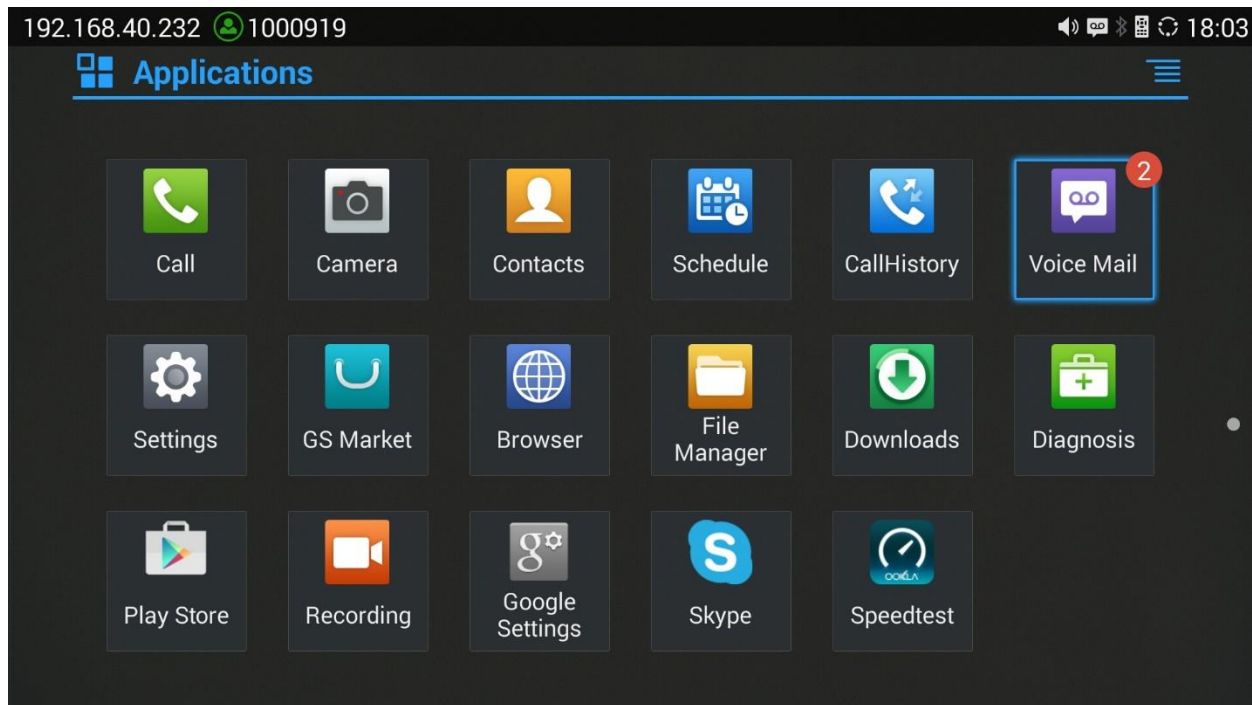 192.168.40.232 1000919 18:03
Applications
2
Call Camera Contacts Schedule CallHistory Voice Mail
Settings GS Market Browser File Manager Downloads Diagnosis
OOKLA
Play Store Recording Google Settings Skype Speedtest